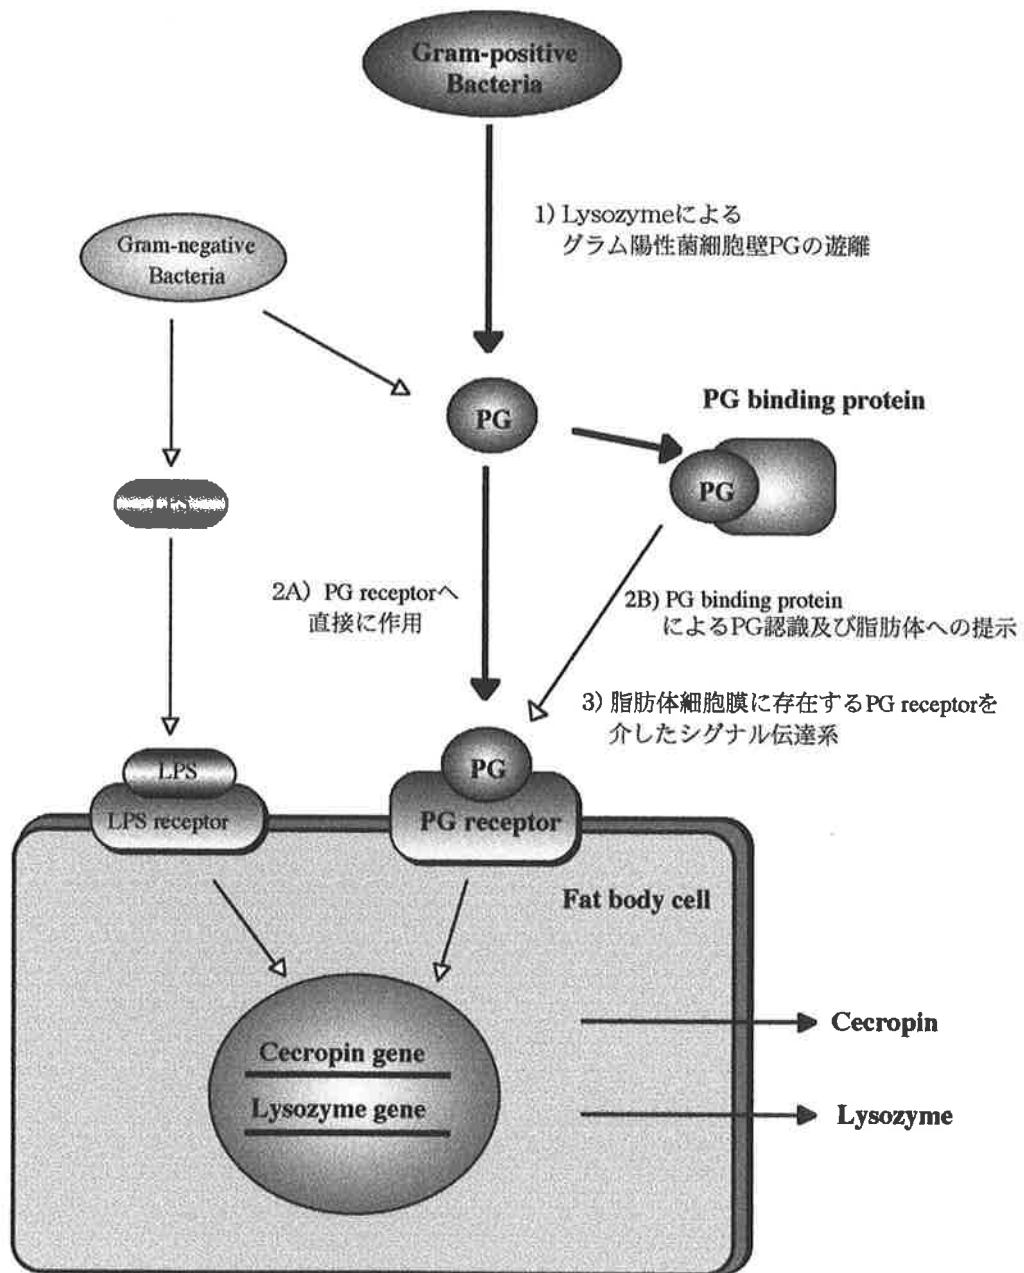 Gram-positive
Bacteria
1) Lysozymeによる
グラム陽性菌細胞壁PGの遊離
Gram-negative
Bacteria
PG
PG binding protein
PG
LPS
2A) PG receptorへ
直接に作用
2B) PG binding protein
によるPG認識及び脂肪体への提示
3) 脂肪体細胞膜に存在するPG receptorを
介したシグナル伝達系
LPS
PG
LPS receptor
PG receptor
Fat body cell
Cecropin gene
Lysozyme gene
Cecropin
Lysozyme